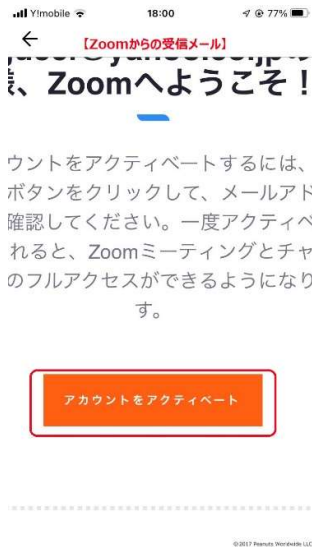 Y!mobile 18:00 77%
【Zoomからの受信メール】
、Zoomへようこそ！
ウントをアクティベートするには、
ボタンをクリックして、メールアド
確認してください。一度アクティベ
れると、Zoomミーティングとチャ
のフルアクセスができるようになり
す。
アカウントをアクティベート
©2017 Peanuts Worldwide LLC